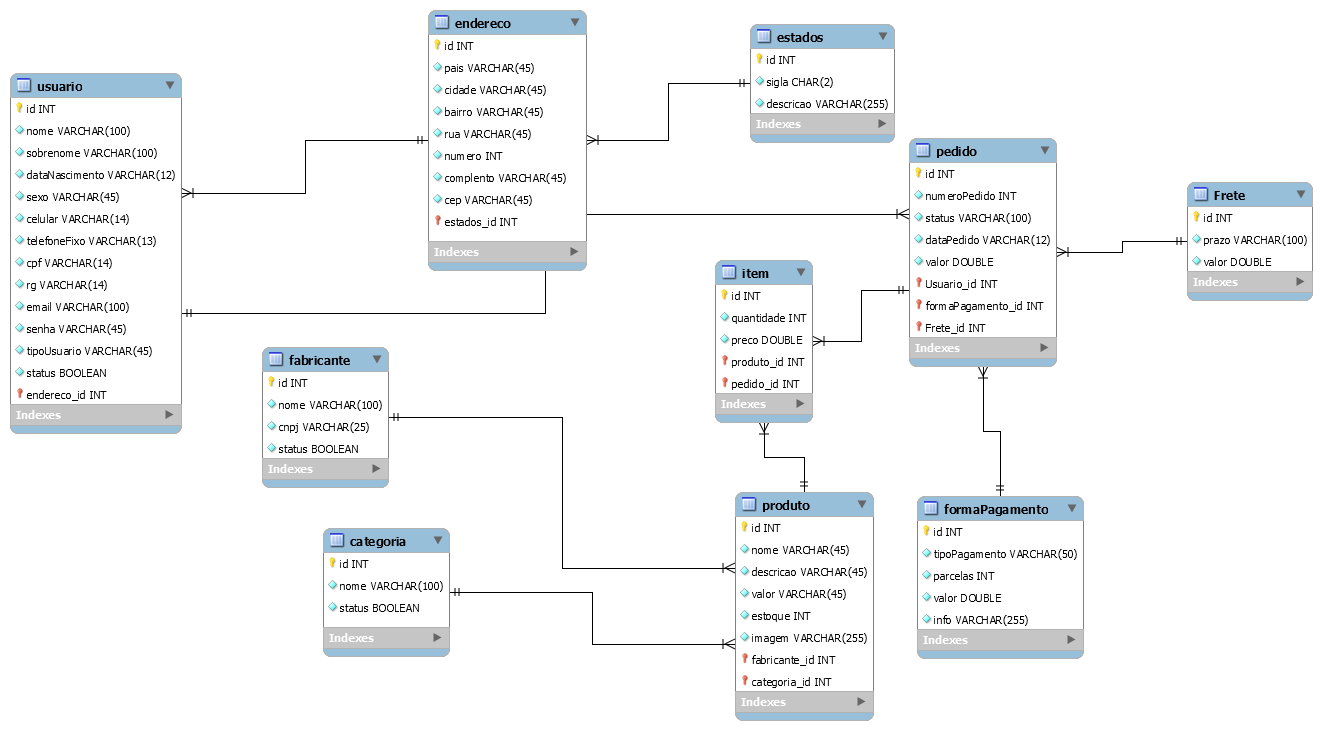 usuario
id INT
nome VARCHAR(100)
sobrenome VARCHAR(100)
dataNascimento VARCHAR(12)
sexo VARCHAR(45)
celular VARCHAR(14)
telefoneFixo VARCHAR(13)
cpf VARCHAR(14)
rg VARCHAR(14)
email VARCHAR(100)
senha VARCHAR(45)
tipoUsuario VARCHAR(45)
status BOOLEAN
endereco_id INT
Indexes
endereco
id INT
pais VARCHAR(45)
cidade VARCHAR(45)
bairro VARCHAR(45)
rua VARCHAR(45)
numero INT
complento VARCHAR(45)
cep VARCHAR(45)
estados_id INT
Indexes
estados
id INT
sigla CHAR(2)
descricao VARCHAR(255)
Indexes
pedido
id INT
numeroPedido INT
status VARCHAR(100)
dataPedido VARCHAR(12)
valor DOUBLE
Usuario_id INT
formaPagamento_id INT
Frete_id INT
Indexes
Frete
id INT
prazo VARCHAR(100)
valor DOUBLE
Indexes
item
id INT
quantidade INT
preco DOUBLE
produto_id INT
pedido_id INT
Indexes
fabricante
id INT
nome VARCHAR(100)
cnpj VARCHAR(25)
status BOOLEAN
Indexes
categoria
id INT
nome VARCHAR(100)
status BOOLEAN
Indexes
produto
id INT
nome VARCHAR(45)
descricao VARCHAR(45)
valor VARCHAR(45)
estoque INT
imagem VARCHAR(255)
fabricante_id INT
categoria_id INT
Indexes
formaPagamento
id INT
tipoPagamento VARCHAR(50)
parcelas INT
valor DOUBLE
info VARCHAR(255)
Indexes